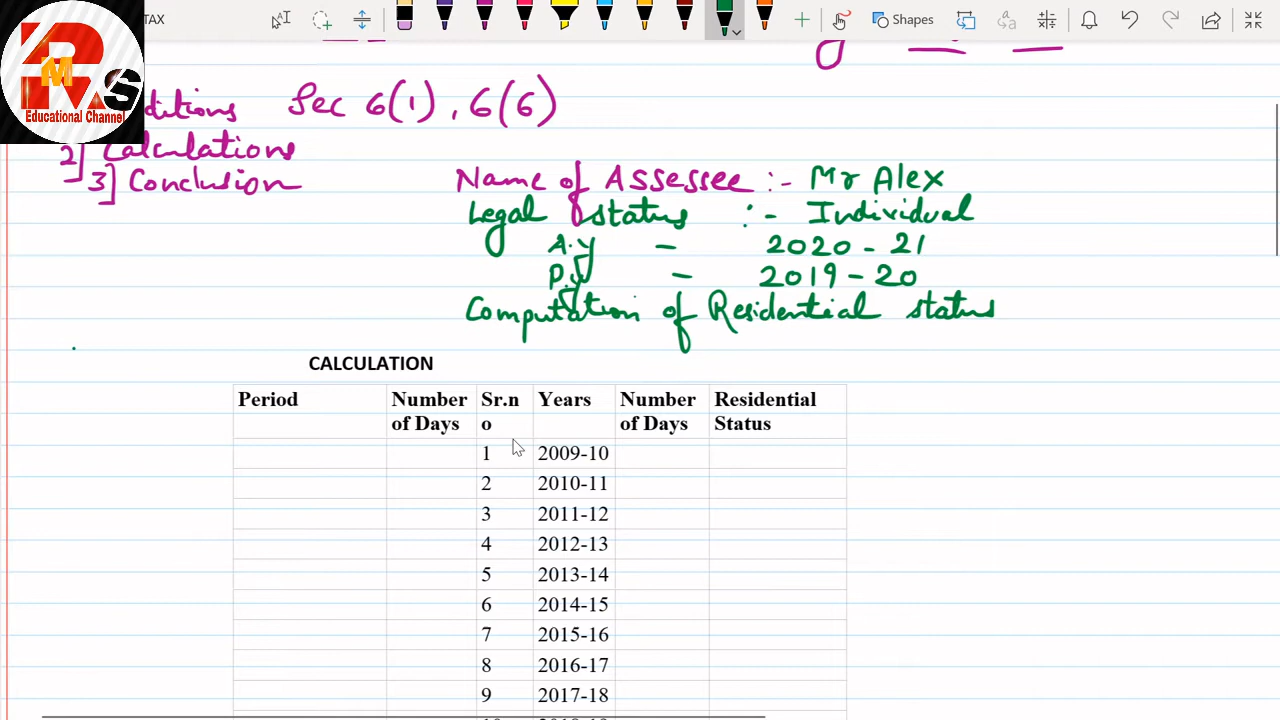 TAX
Shapes
RMS
Educational Channel
ditions Sec 6(1), 6(6)
2] Calculations
3] Conclusion
Name of Assessee :- Mr Alex
Legal status :- Individual
A.y - 2020-21
P.y - 2019-20
Computation of Residential status
CALCULATION
Period Number of Days Sr.no Years Number of Days Residential Status
1 2009-10
2 2010-11
3 2011-12
4 2012-13
5 2013-14
6 2014-15
7 2015-16
8 2016-17
9 2017-18